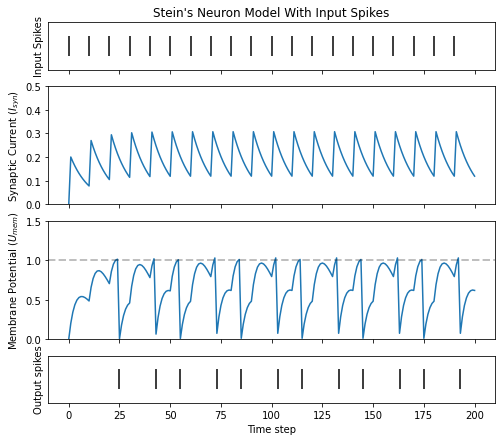 Stein's Neuron Model With Input Spikes
Input Spikes
Synaptic Current (I_syn)
0.5
0.4
0.3
0.2
0.1
0.0
Membrane Potential (U_mem)
1.5
1.0
0.5
0.0
Output spikes
0 25 50 75 100 125 150 175 200
Time step